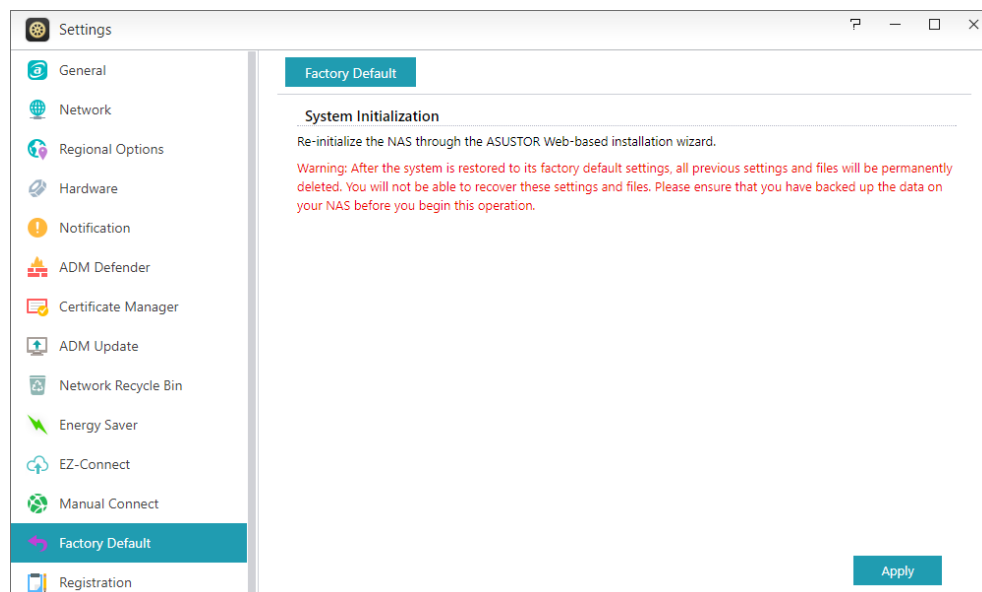 Settings
General
Network
Regional Options
Hardware
Notification
ADM Defender
Certificate Manager
ADM Update
Network Recycle Bin
Energy Saver
EZ-Connect
Manual Connect
Factory Default
Registration
Factory Default
System Initialization
Re-initialize the NAS through the ASUSTOR Web-based installation wizard.
Warning: After the system is restored to its factory default settings, all previous settings and files will be permanently
deleted. You will not be able to recover these settings and files. Please ensure that you have backed up the data on
your NAS before you begin this operation.
Apply